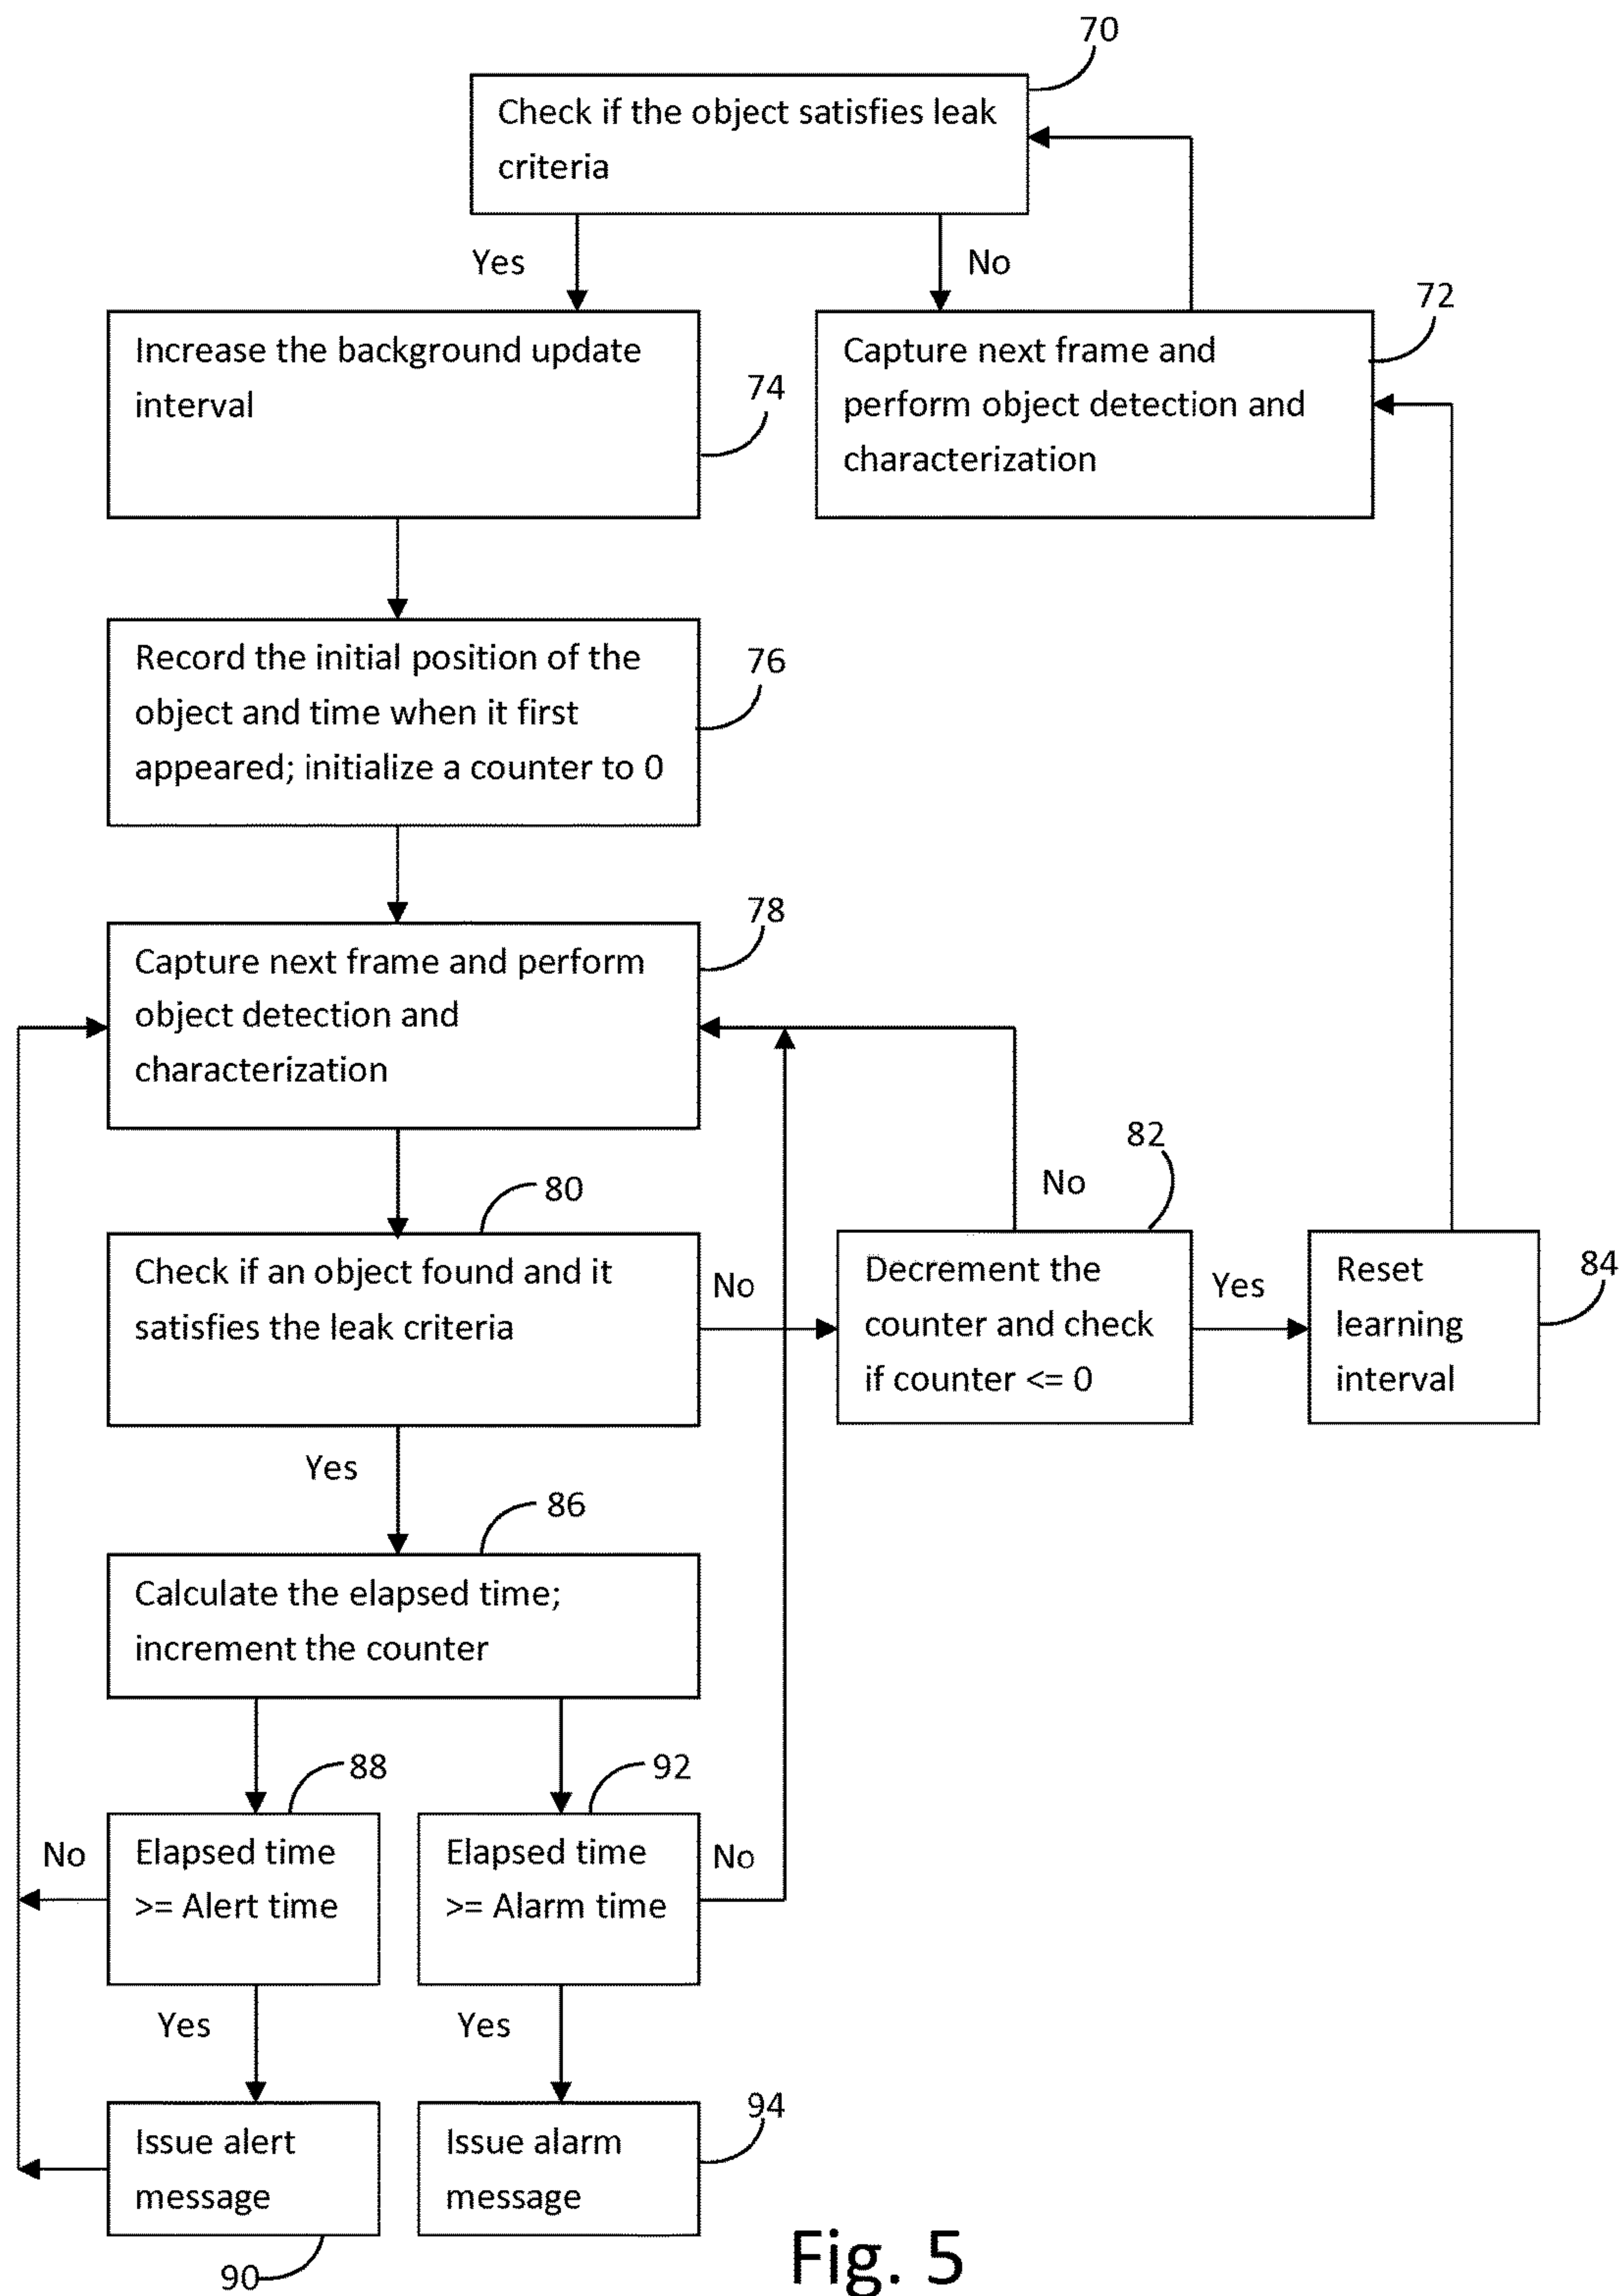 70
Check if the object satisfies leak
criteria
Yes
No
72
Increase the background update
interval
74
Capture next frame and
perform object detection and
characterization
Record the initial position of the
object and time when it first
appeared; initialize a counter to 0
76
78
Capture next frame and perform
object detection and
characterization
80
82
No
Check if an object found and it
satisfies the leak criteria
No
Decrement the
counter and check
if counter <= 0
Yes
Reset
learning
interval
84
Yes
86
Calculate the elapsed time;
increment the counter
88
92
No
Elapsed time
>= Alert time
Elapsed time
>= Alarm time
No
Yes
Yes
Issue alert
message
Issue alarm
message
94
90
Fig. 5